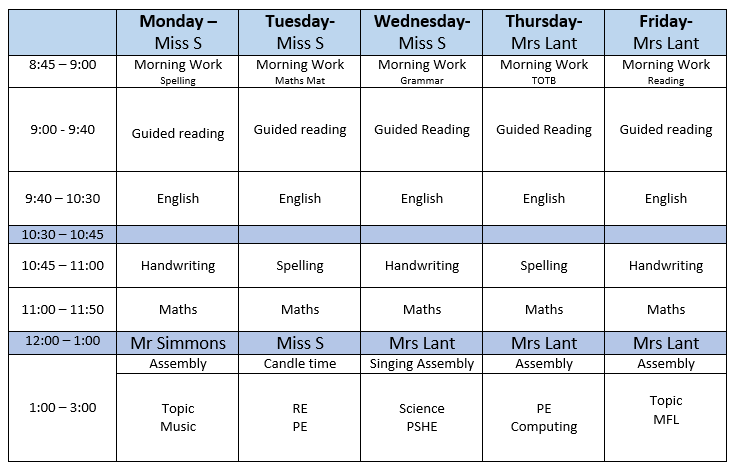 Monday – Tuesday- Wednesday- Thursday- Friday-
Miss S Miss S Miss S Mrs Lant Mrs Lant
8:45 – 9:00 Morning Work Morning Work Morning Work Morning Work Morning Work
Spelling Maths Mat Grammar TOTB Reading
9:00 - 9:40 Guided reading Guided reading Guided Reading Guided Reading Guided reading
9:40 – 10:30 English English English English English
10:30 – 10:45
10:45 – 11:00 Handwriting Spelling Handwriting Spelling Handwriting
11:00 – 11:50 Maths Maths Maths Maths Maths
12:00 – 1:00 Mr Simmons Miss S Mrs Lant Mrs Lant Mrs Lant
Assembly Candle time Singing Assembly Assembly Assembly
1:00 – 3:00 Topic RE Science PE Topic
Music PE PSHE Computing MFL